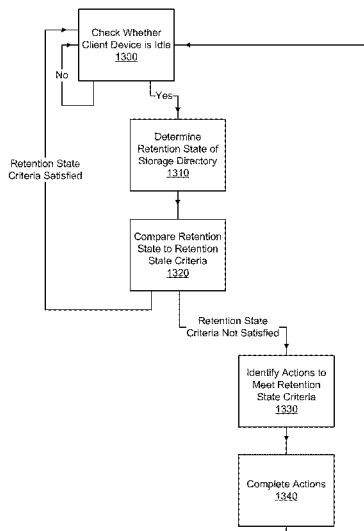 Check Whether
Client Device is Idle
1300
No
Yes
Determine
Retention State of
Storage Directory
1310
Retention State
Criteria Satisfied
Compare Retention
State to Retention
State Criteria
1320
Retention State
Criteria Not Satisfied
Identify Actions to
Meet Retention
State Criteria
1330
Complete Actions
1340